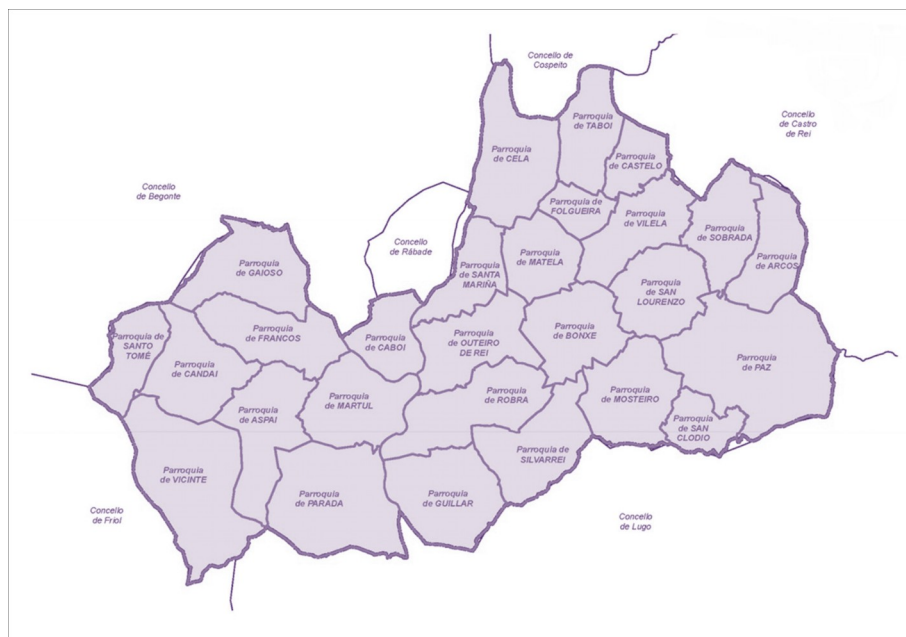 Concello de
Cospeito
Concello
de Castro
de Rei
Parroquia
de TABOI
Parroquia
de CELA
Parroquia
de CASTELO
Concello
de Begonte
Parroquia de
FOLGUEIRA
Parroquia
de VILELA
Parroquia
de SOBRADA
Concello
de Rábade
Parroquia
de MATELA
Parroquia
de ARCOS
Parroquia
de GAIOSO
Parroquia
de SANTA
MARIÑA
Parroquia
de SAN
LOURENZO
Parroquia de
SANTO
TOMÉ
Parroquia
de FRANCOS
Parroquia
de CABOI
Parroquia
de OUTEIRO
DE REI
Parroquia
de BONXE
Parroquia
de PAZ
Parroquia
de CANDAI
Parroquia
de MARTUL
Parroquia
de ROBRA
Parroquia
de MOSTEIRO
Parroquia
de ASPAI
Parroquia
de SAN
CLODIO
Parroquia de
SILVARREI
Parroquia
de VICINTE
Parroquia
de PARADA
Parroquia
de GUILLAR
Concello
de Friol
Concello
de Lugo